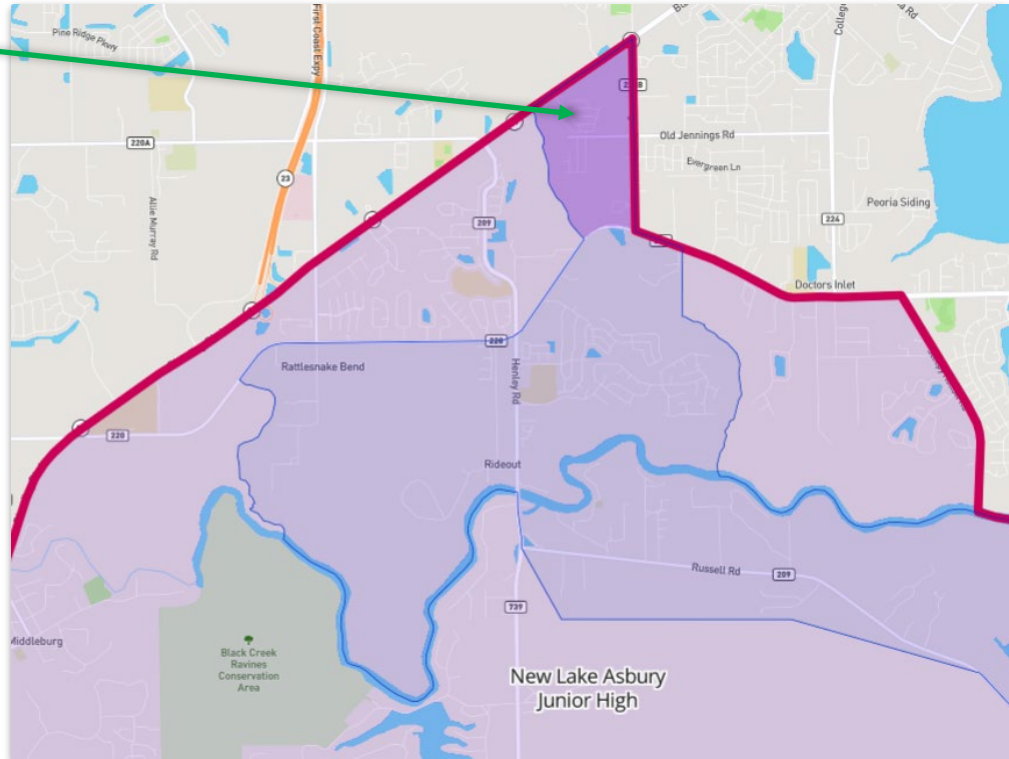 Pine Ridge Pkwy
First Coast Expy
220A
23
Allie Murray Rd
209
Old Jennings Rd
Evergreen Ln
Peoria Siding
224
Doctors Inlet
220
Rattlesnake Bend
Henley Rd
220
Rideout
Russell Rd
209
739
Middleburg
Black Creek
Ravines
Conservation
Area
New Lake Asbury
Junior High